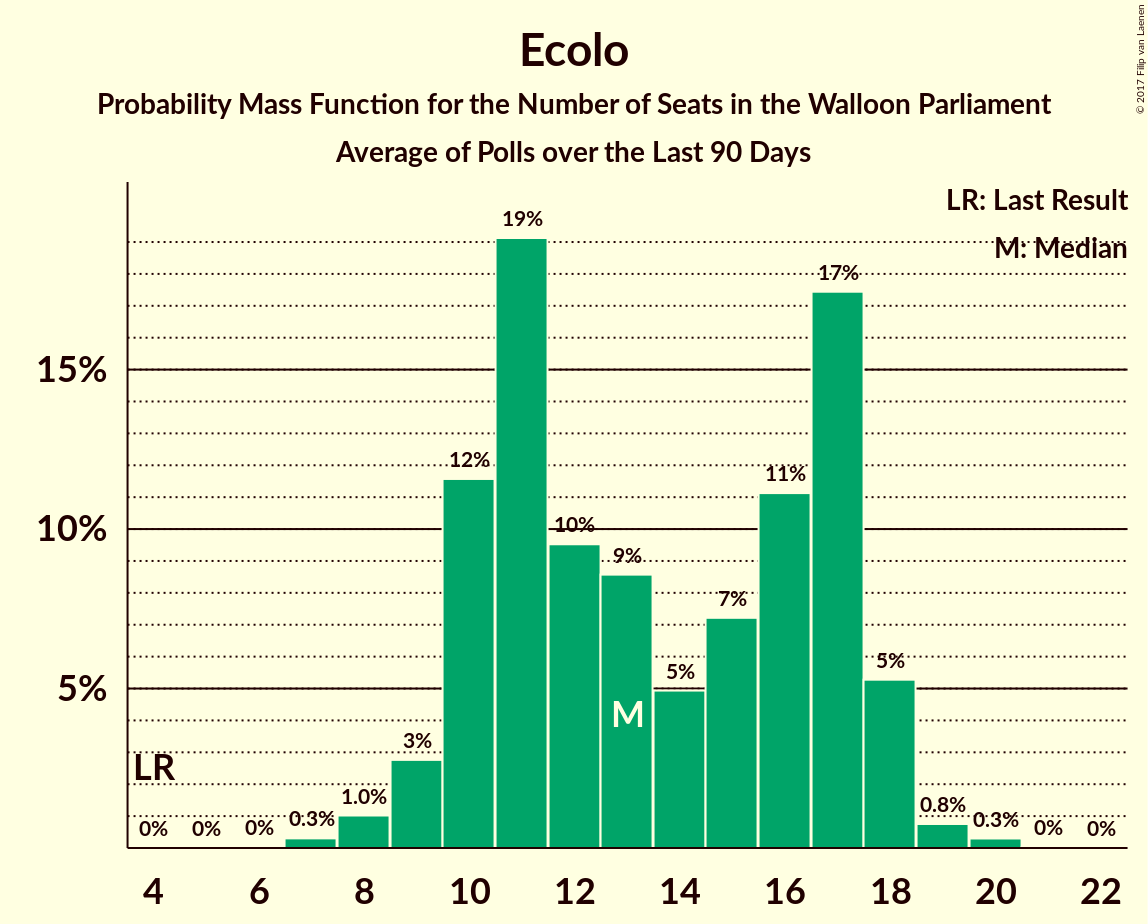 Ecolo
Probability Mass Function for the Number of Seats in the Walloon Parliament
Average of Polls over the Last 90 Days
© 2017 Filip van Laenen
LR: Last Result
M: Median
15%
10%
5%
0%
0%
0%
0.3%
1.0%
3%
12%
19%
10%
9%
5%
7%
11%
17%
5%
0.8%
0.3%
0%
0%
LR
M
4 6 8 10 12 14 16 18 20 22